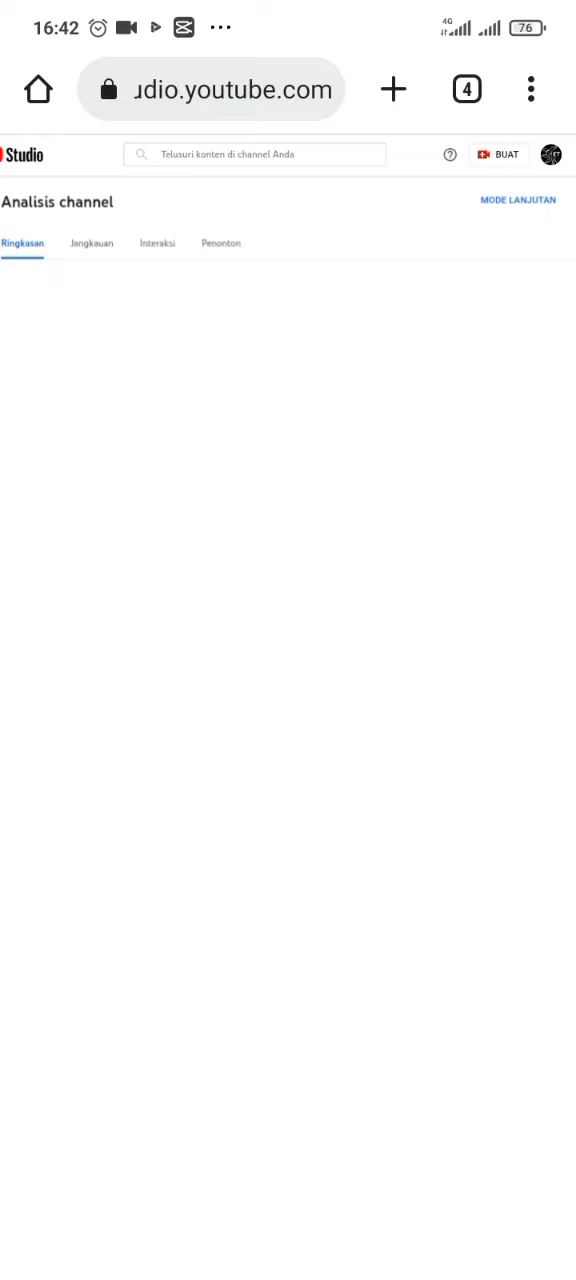 16:42 4G 76
udio.youtube.com 4
Studio Telusuri konten di channel Anda BUAT
Analisis channel MODE LANJUTAN
Ringkasan Jangkauan Interaksi Penonton